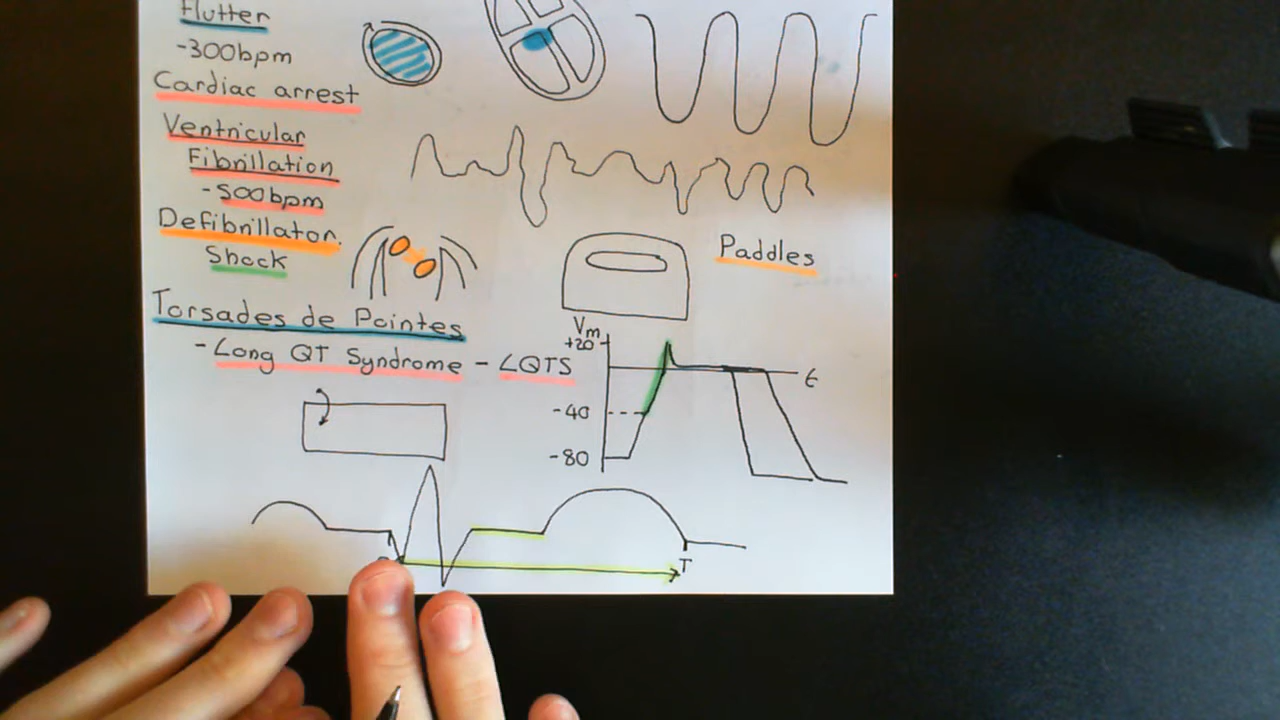 Flutter
-300bpm
Cardiac arrest
Ventricular
Fibrillation
-500bpm
Defibrillator.
Shock
Paddles
Torsades de Pointes
- Long QT Syndrome - LQTS
Vm
+20
t
-40
-80
T